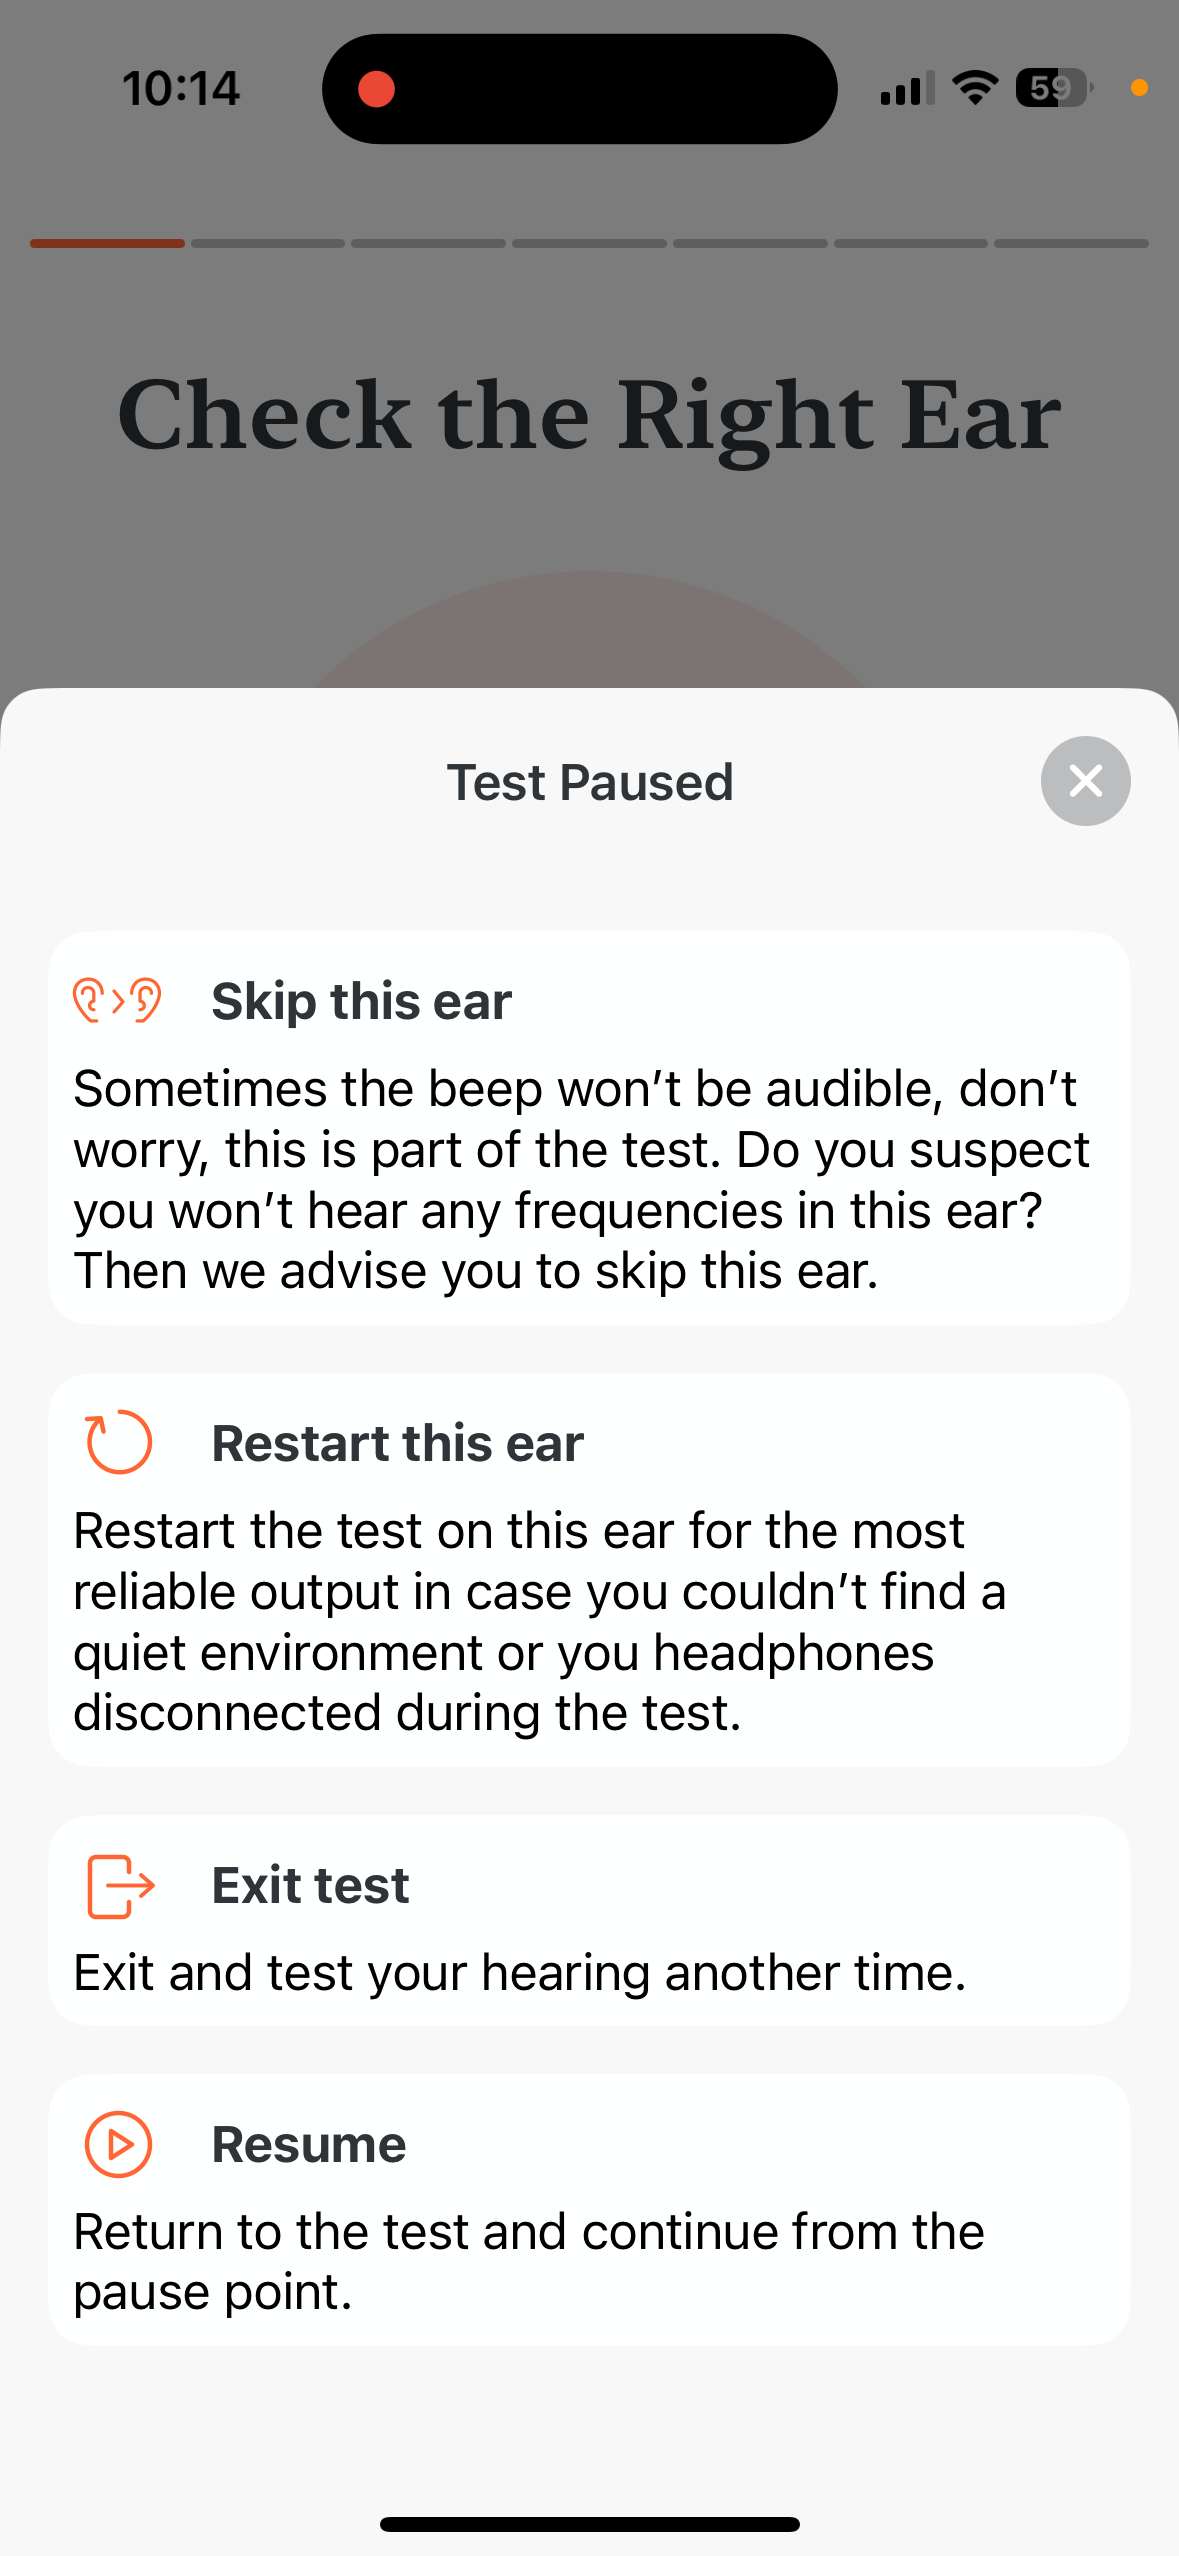 10:14
59
Check the Right Ear
Test Paused
Skip this ear
Sometimes the beep won’t be audible, don’t
worry, this is part of the test. Do you suspect
you won’t hear any frequencies in this ear?
Then we advise you to skip this ear.
Restart this ear
Restart the test on this ear for the most
reliable output in case you couldn’t find a
quiet environment or you headphones
disconnected during the test.
Exit test
Exit and test your hearing another time.
Resume
Return to the test and continue from the
pause point.